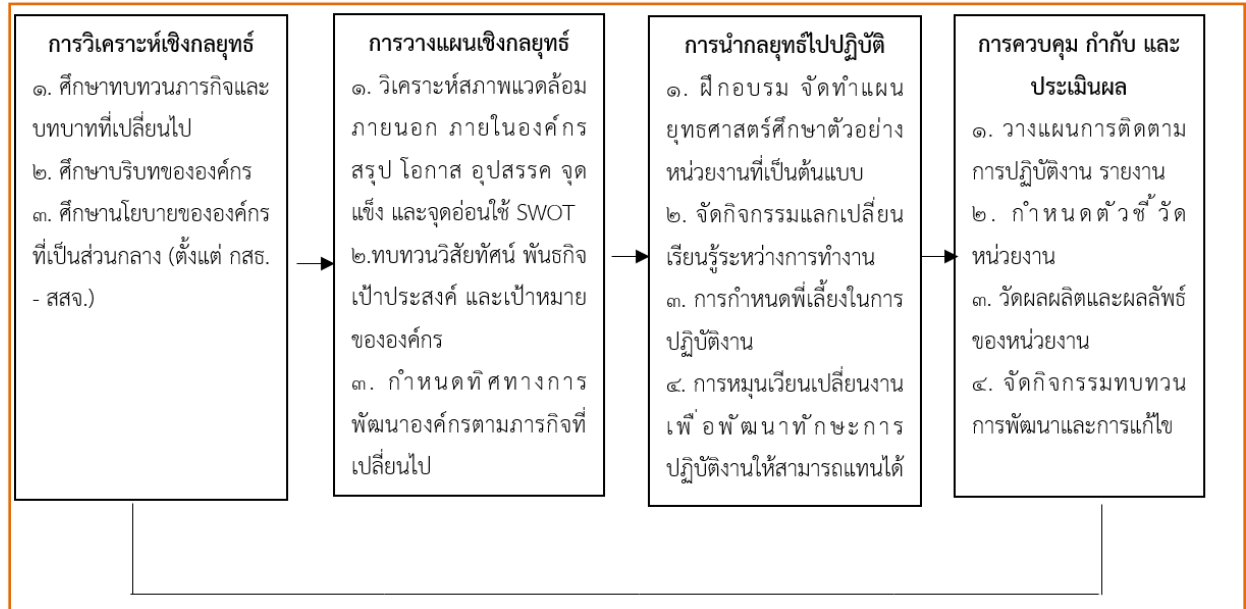 การวิเคราะห์เชิงกลยุทธ์
๑. ศึกษาทบทวนภารกิจและ
บทบาทที่เปลี่ยนไป
๒. ศึกษาบริบทขององค์กร
๓. ศึกษานโยบายขององค์กร
ที่เป็นส่วนกลาง (ตั้งแต่ กสธ.
- สสจ.)
การวางแผนเชิงกลยุทธ์
๑. วิเคราะห์สภาพแวดล้อม
ภายนอก ภายในองค์กร
สรุป โอกาส อุปสรรค จุด
แข็ง และจุดอ่อนใช้ SWOT
๒.ทบทวนวิสัยทัศน์ พันธกิจ
เป้าประสงค์ และเป้าหมาย
ขององค์กร
๓. กำหนดทิศทางการ
พัฒนาองค์กรตามภารกิจที่
เปลี่ยนไป
การนำกลยุทธ์ไปปฏิบัติ
๑. ฝึกอบรม จัดทำแผน
ยุทธศาสตร์ศึกษาตัวอย่าง
หน่วยงานที่เป็นต้นแบบ
๒. จัดกิจกรรมแลกเปลี่ยน
เรียนรู้ระหว่างการทำงาน
๓. การกำหนดพี่เลี้ยงในการ
ปฏิบัติงาน
๔. การหมุนเวียนเปลี่ยนงาน
เพื่อพัฒนาทักษะการ
ปฏิบัติงานให้สามารถแทนได้
การควบคุม กำกับ และ
ประเมินผล
๑. วางแผนการติดตาม
การปฏิบัติงาน รายงาน
๒. กำหนดตัวชี้วัด
หน่วยงาน
๓. วัดผลผลิตและผลลัพธ์
ของหน่วยงาน
๔. จัดกิจกรรมทบทวน
การพัฒนาและการแก้ไข